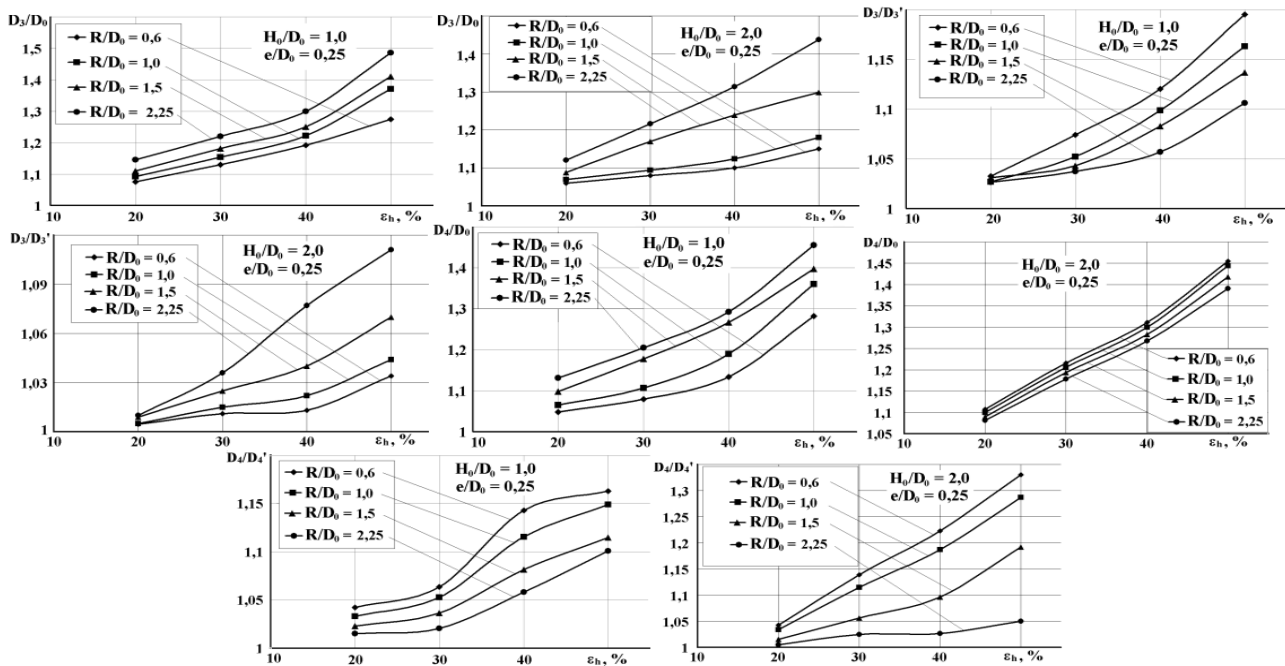 D₃/D₀
1,5
1,4
1,3
1,2
1,1
1
10
20
30
40
εₕ, %
R/D₀ = 0,6
R/D₀ = 1,0
R/D₀ = 1,5
R/D₀ = 2,25
H₀/D₀ = 1,0
e/D₀ = 0,25
D₃/D₀
1,4
1,3
1,2
1,1
1
10
20
30
40
εₕ, %
R/D₀ = 0,6
R/D₀ = 1,0
R/D₀ = 1,5
R/D₀ = 2,25
H₀/D₀ = 2,0
e/D₀ = 0,25
D₃/D₃'
1,15
1,1
1,05
1
10
20
30
40
εₕ, %
R/D₀ = 0,6
R/D₀ = 1,0
R/D₀ = 1,5
R/D₀ = 2,25
H₀/D₀ = 1,0
e/D₀ = 0,25
D₃/D₃'
1,09
1,06
1,03
1
10
20
30
40
εₕ, %
R/D₀ = 0,6
R/D₀ = 1,0
R/D₀ = 1,5
R/D₀ = 2,25
H₀/D₀ = 2,0
e/D₀ = 0,25
D₄/D₀
1,5
1,4
1,3
1,2
1,1
1
10
20
30
40
εₕ, %
R/D₀ = 0,6
R/D₀ = 1,0
R/D₀ = 1,5
R/D₀ = 2,25
H₀/D₀ = 1,0
e/D₀ = 0,25
D₄/D₀
1,45
1,4
1,35
1,3
1,25
1,2
1,15
1,1
1,05
10
20
30
40
εₕ, %
H₀/D₀ = 2,0
e/D₀ = 0,25
R/D₀ = 0,6
R/D₀ = 1,0
R/D₀ = 1,5
R/D₀ = 2,25
D₄/D₄'
1,15
1,1
1,05
1
10
20
30
40
εₕ, %
R/D₀ = 0,6
R/D₀ = 1,0
R/D₀ = 1,5
R/D₀ = 2,25
H₀/D₀ = 1,0
e/D₀ = 0,25
D₄/D₄'
1,3
1,25
1,2
1,15
1,1
1,05
1
10
20
30
40
εₕ, %
R/D₀ = 0,6
R/D₀ = 1,0
R/D₀ = 1,5
R/D₀ = 2,25
H₀/D₀ = 2,0
e/D₀ = 0,25